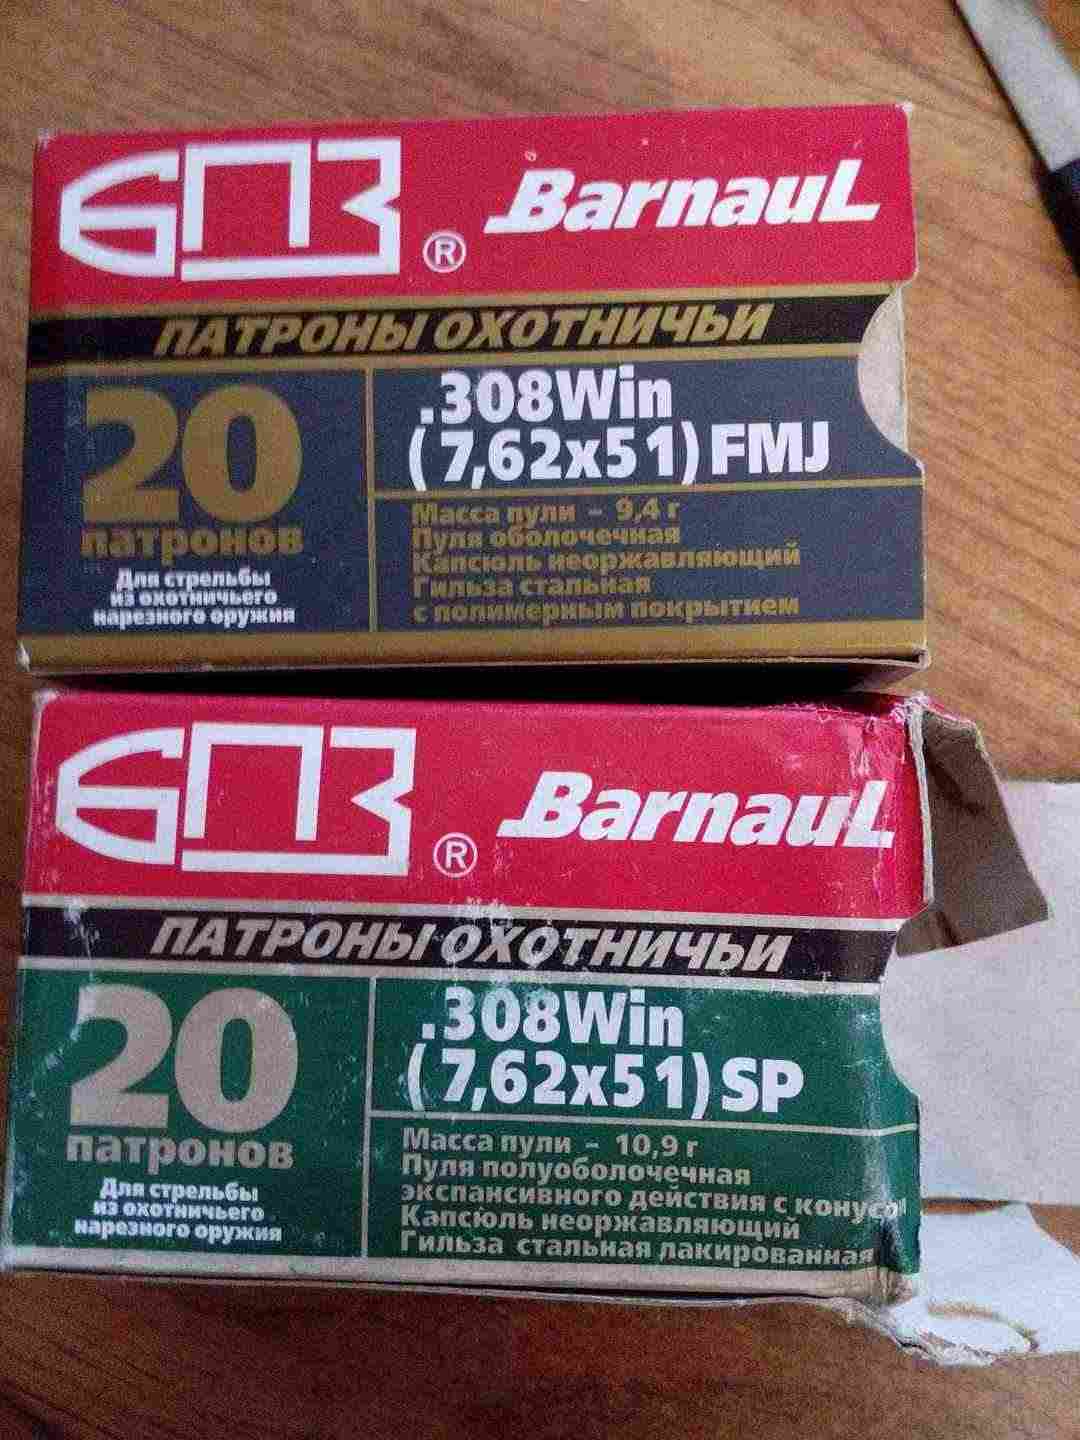 БПЗ ® Barnaul
ПАТРОНЫ ОХОТНИЧЬИ
20
патронов
Для стрельбы
из охотничьего
нарезного оружия
.308Win
(7,62x51) FMJ
Масса пули - 9,4 г
Пуля оболочечная
Капсюль неоржавляющий
Гильза стальная
с полимерным покрытием
БПЗ ® Barnaul
ПАТРОНЫ ОХОТНИЧЬИ
20
патронов
Для стрельбы
из охотничьего
нарезного оружия
.308Win
(7,62x51) SP
Масса пули - 10,9 г
Пуля полуоболочечная
экспансивного действия с конусо
Капсюль неоржавляющий
Гильза стальная лакированная